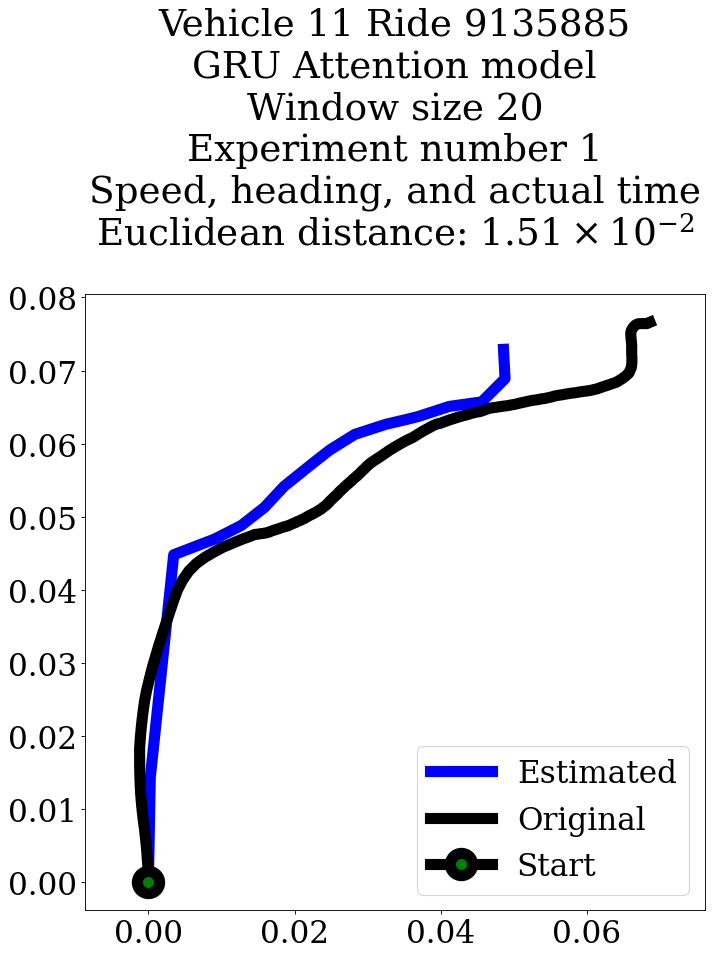 Vehicle 11 Ride 9135885
GRU Attention model
Window size 20
Experiment number 1
Speed, heading, and actual time
Euclidean distance: 1.51 × 10⁻²
0.08
0.07
0.06
0.05
0.04
0.03
0.02
0.01
0.00
Estimated
Original
Start
0.00 0.02 0.04 0.06